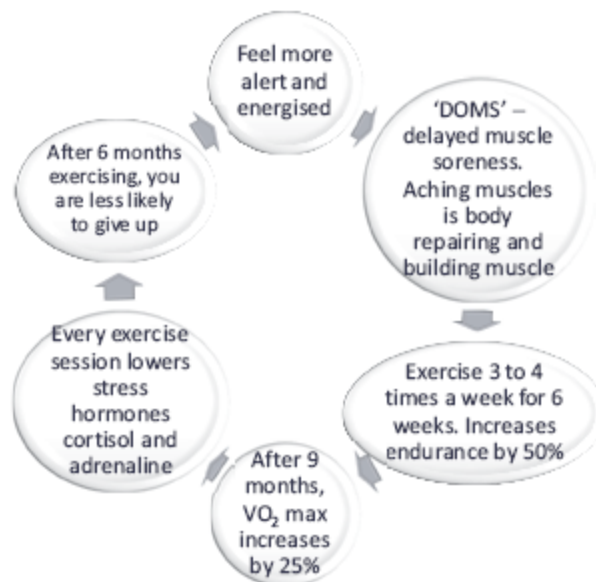 Feel more
alert and
energised
'DOMS' –
delayed muscle
soreness.
Aching muscles
is body
repairing and
building muscle
Exercise 3 to 4
times a week for 6
weeks. Increases
endurance by 50%
After 9
months,
VO₂ max
increases
by 25%
Every exercise
session lowers
stress
hormones
cortisol and
adrenaline
After 6 months
exercising, you
are less likely
to give up